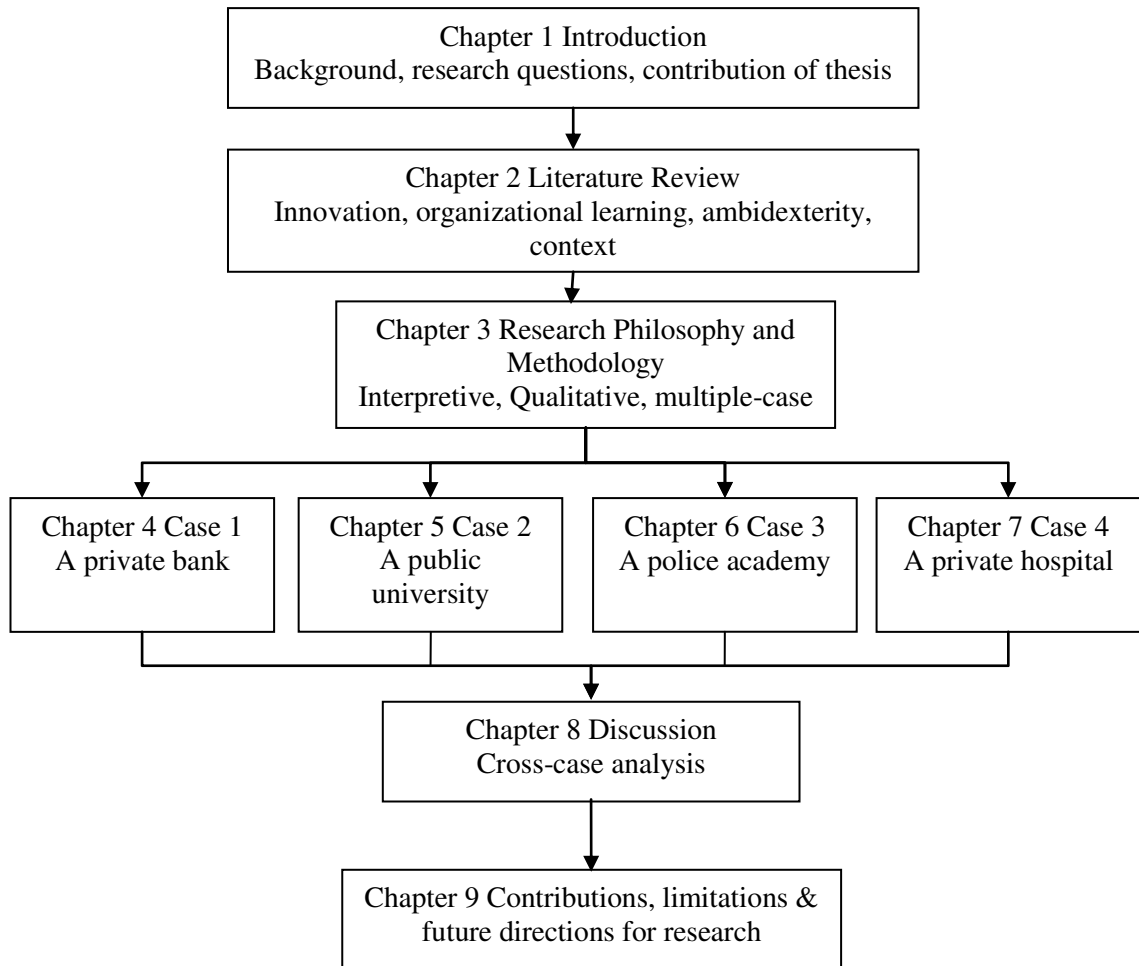 Chapter 1 Introduction
Background, research questions, contribution of thesis
Chapter 2 Literature Review
Innovation, organizational learning, ambidexterity,
context
Chapter 3 Research Philosophy and
Methodology
Interpretive, Qualitative, multiple-case
Chapter 4 Case 1
A private bank
Chapter 5 Case 2
A public
university
Chapter 6 Case 3
A police academy
Chapter 7 Case 4
A private hospital
Chapter 8 Discussion
Cross-case analysis
Chapter 9 Contributions, limitations &
future directions for research